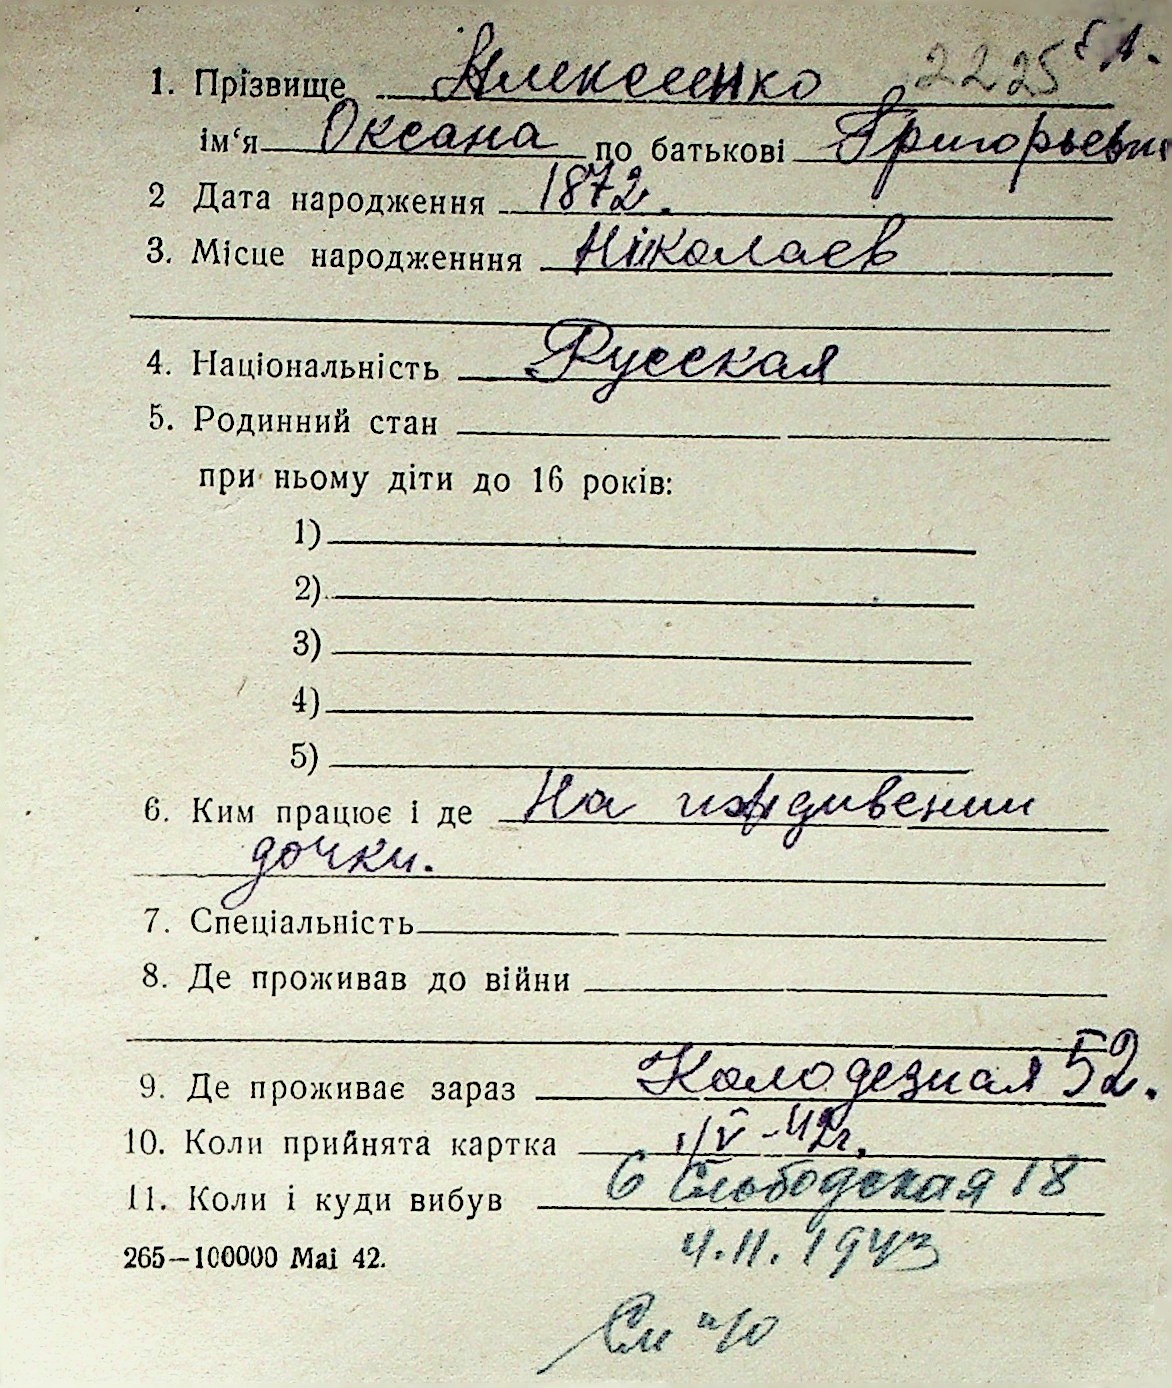 2225
1. Прізвище Алексеенко
ім‘я Оксана по батькові Григорьевна
2 Дата народження 1872.
3. Місце народженння Николаев
4. Національність Русская
5. Родинний стан
при ньому діти до 16 років:
1)
2)
3)
4)
5)
6. Ким працює і де На иждивении
дочки.
7. Спеціальність
8. Де проживав до війни
9. Де проживає зараз Колодезная 52.
10. Коли прийнята картка 1/V-42г.
11. Коли і куди вибув 6 Слободская 18
265—100000 Mai 42. 4.11.1943
См